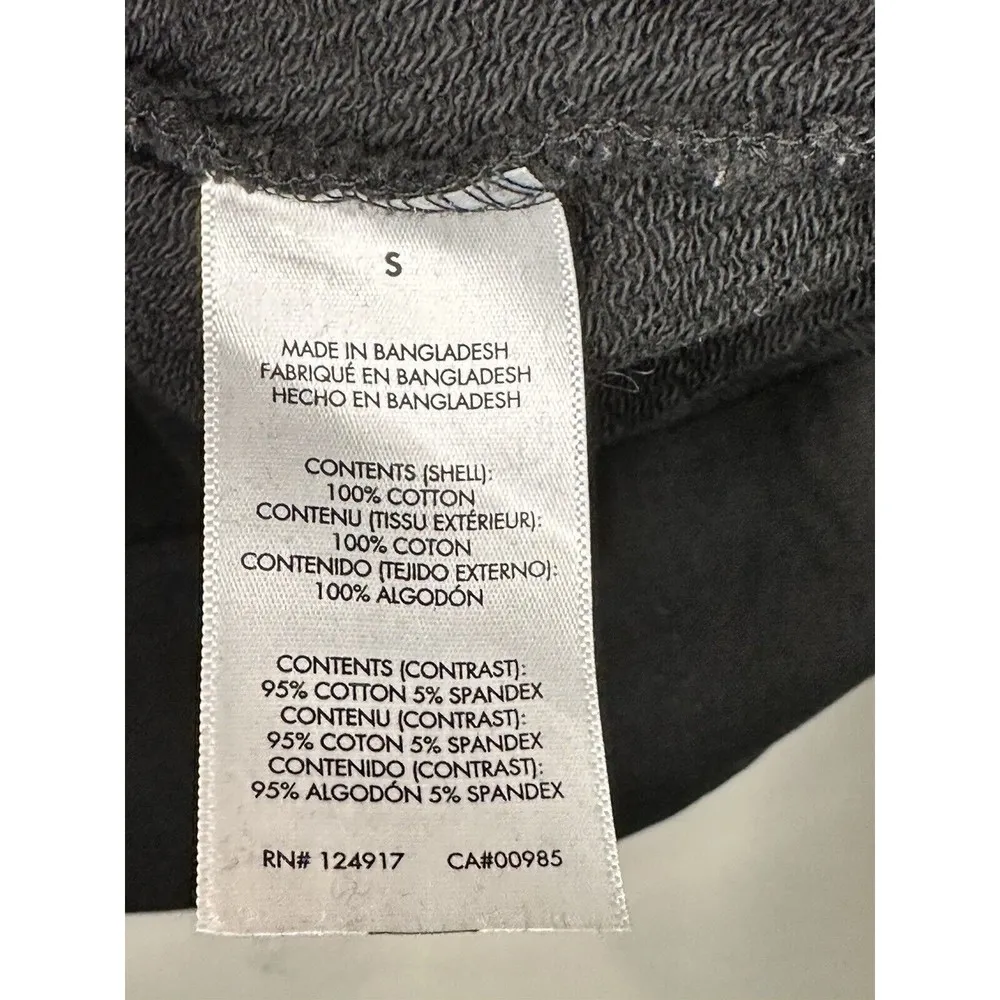 S
MADE IN BANGLADESH
FABRIQUÉ EN BANGLADESH
HECHO EN BANGLADESH
CONTENTS (SHELL):
100% COTTON
CONTENU (TISSU EXTÉRIEUR):
100% COTON
CONTENIDO (TEJIDO EXTERNO):
100% ALGODÓN
CONTENTS (CONTRAST):
95% COTTON 5% SPANDEX
CONTENU (CONTRAST):
95% COTON 5% SPANDEX
CONTENIDO (CONTRAST):
95% ALGODÓN 5% SPANDEX
RN# 124917 CA#00985